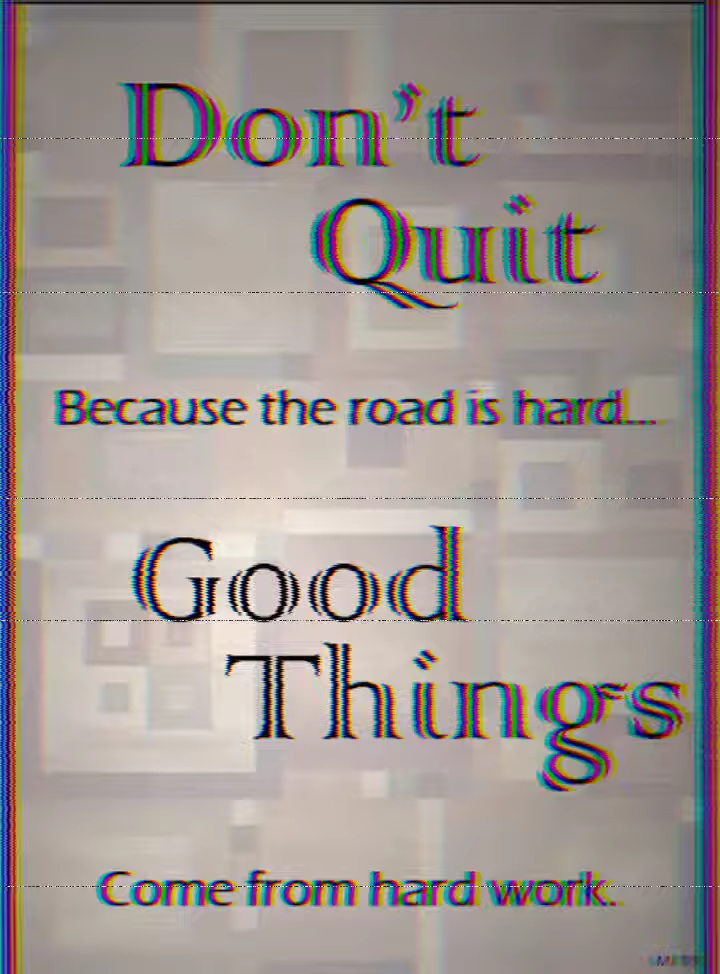 Don't
Quit
Because the road is hard...
Good
Things
Come from hard work.